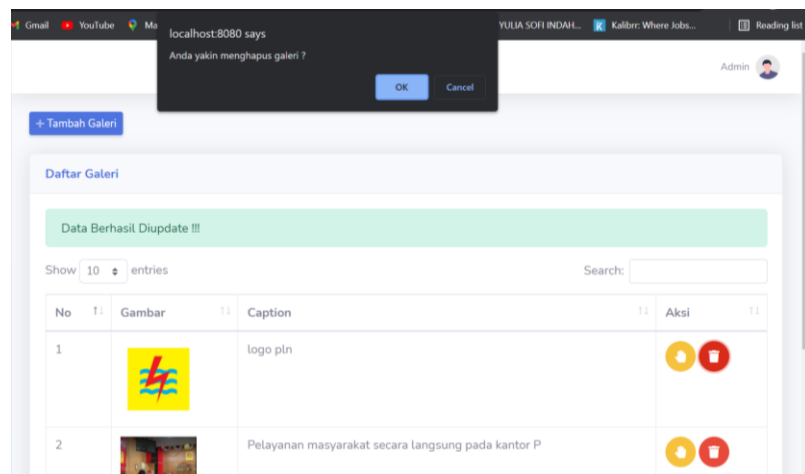 Gmail YouTube Ma
YULIA SOFI INDAH... Kalibrr: Where Jobs... Reading list
localhost:8080 says
Anda yakin menghapus galeri ?
OK Cancel
Admin
+ Tambah Galeri
Daftar Galeri
Data Berhasil Diupdate !!!
Show 10 entries Search:
No Gambar Caption Aksi
1 logo pln
2 Pelayanan masyarakat secara langsung pada kantor P